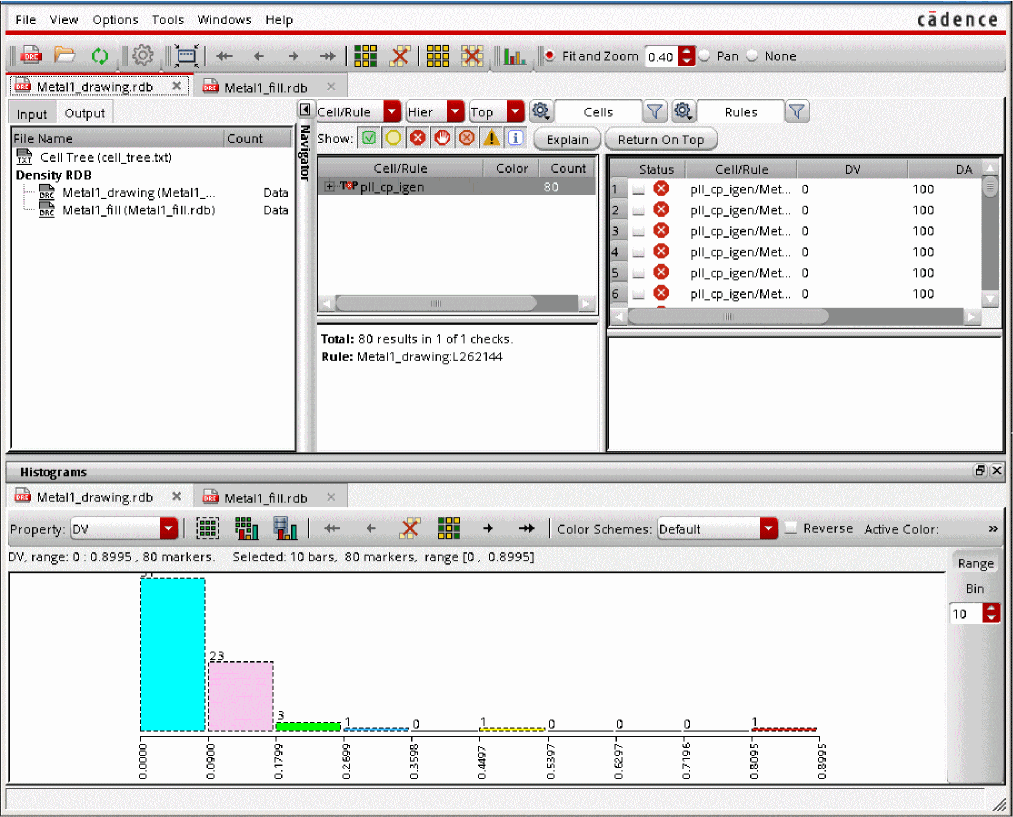 File View Options Tools Windows Help cādence
Fit and Zoom 0.40 Pan None
Metal1_drawing.rdb × Metal1_fill.rdb ×
Input Output
File Name Count
Cell Tree (cell_tree.txt)
Density RDB
Metal1_drawing (Metal1_... Data
Metal1_fill (Metal1_fill.rdb) Data
Navigator
Cell/Rule Hier Top Cells Rules
Show: Explain Return On Top
Cell/Rule Color Count
TOP pll_cp_igen 80
Total: 80 results in 1 of 1 checks.
Rule: Metal1_drawing:L262144
Status Cell/Rule DV DA
1 pll_cp_igen/Met... 0 100
2 pll_cp_igen/Met... 0 100
3 pll_cp_igen/Met... 0 100
4 pll_cp_igen/Met... 0 100
5 pll_cp_igen/Met... 0 100
6 pll_cp_igen/Met... 0 100
Histograms
Metal1_drawing.rdb × Metal1_fill.rdb ×
Property: DV Color Schemes: Default Reverse Active Color: »
DV, range: 0 : 0.8995 , 80 markers. Selected: 10 bars, 80 markers, range [0 , 0.8995]
Range
Bin
10
23 3 1 0 1 0 0 0 1
0.0000 0.0900 0.1799 0.2699 0.3598 0.4497 0.5397 0.6297 0.7196 0.8095 0.8995